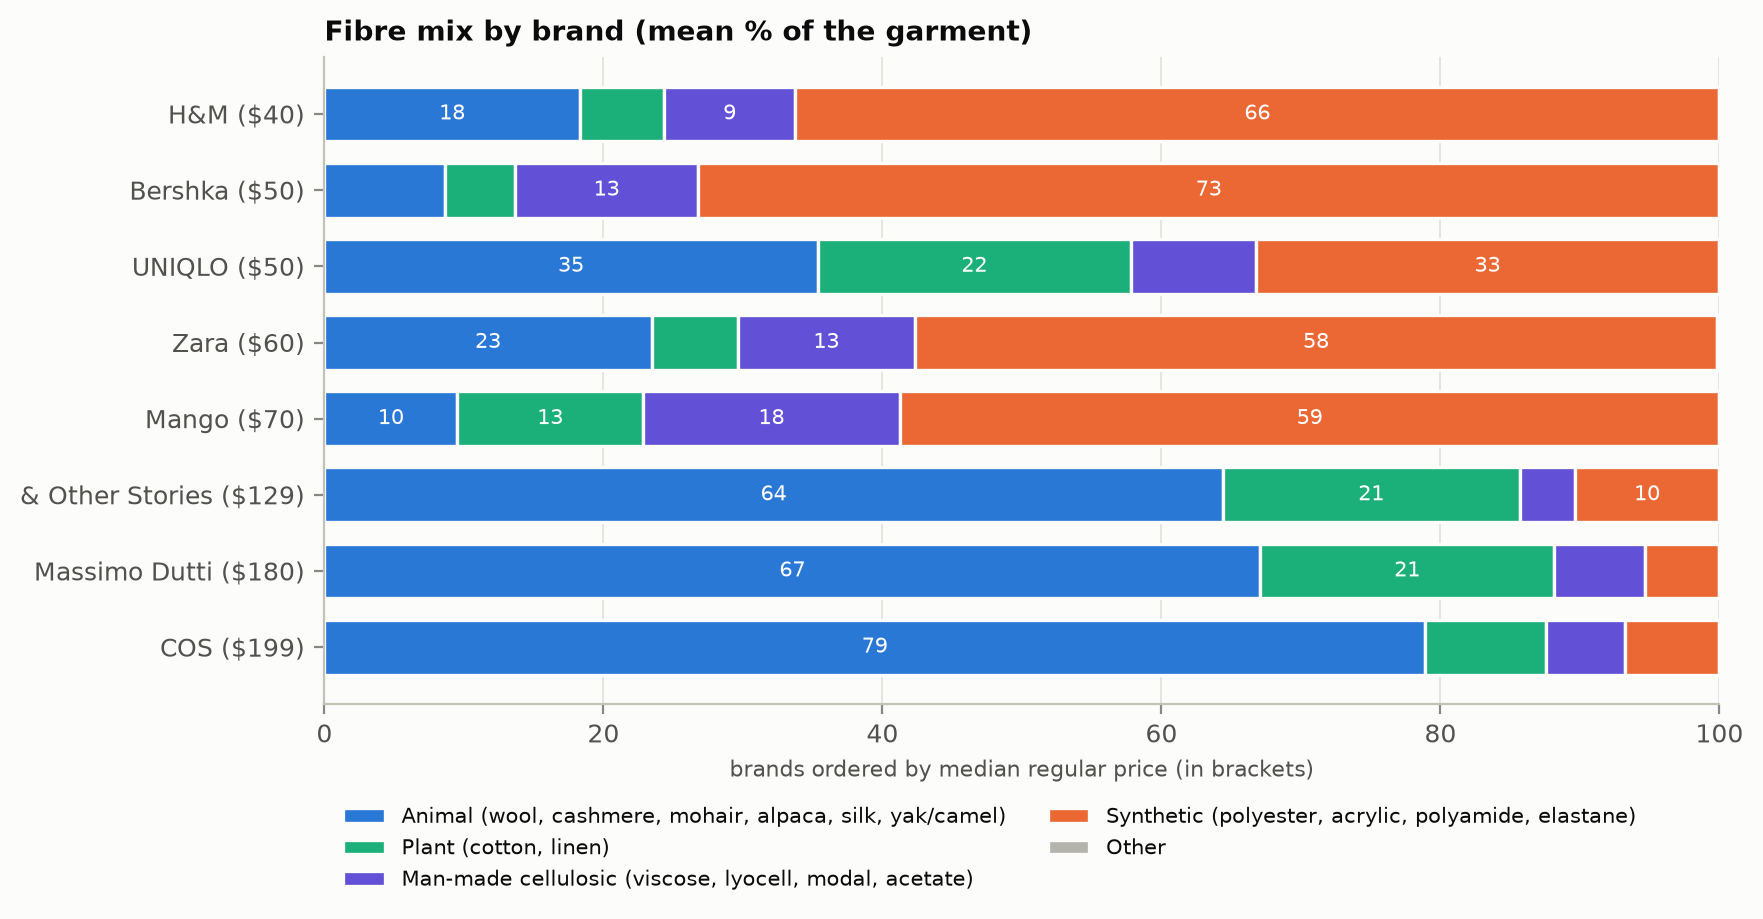 Fibre mix by brand (mean % of the garment)
H&M ($40) 18 9 66
Bershka ($50) 13 73
UNIQLO ($50) 35 22 33
Zara ($60) 23 13 58
Mango ($70) 10 13 18 59
& Other Stories ($129) 64 21 10
Massimo Dutti ($180) 67 21
COS ($199) 79
0 20 40 60 80 100
brands ordered by median regular price (in brackets)
Animal (wool, cashmere, mohair, alpaca, silk, yak/camel)
Plant (cotton, linen)
Man-made cellulosic (viscose, lyocell, modal, acetate)
Synthetic (polyester, acrylic, polyamide, elastane)
Other